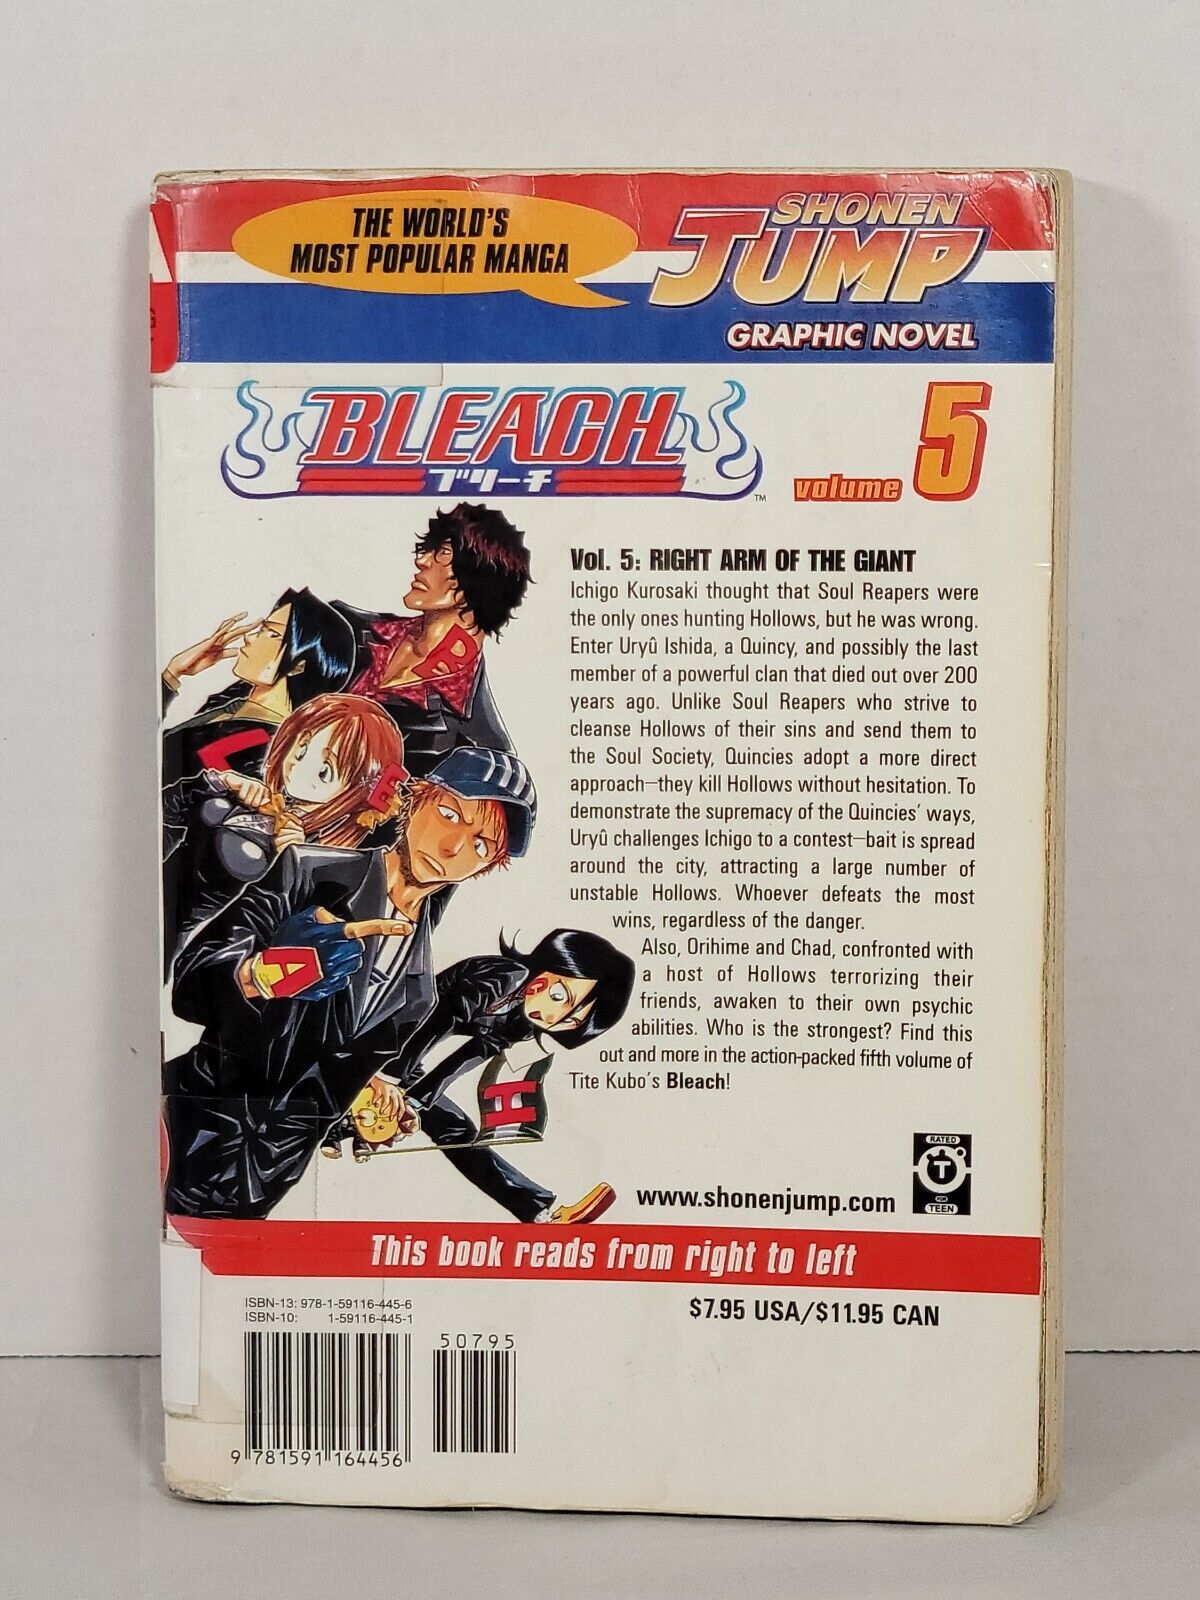 THE WORLD'S
MOST POPULAR MANGA
SHONEN
JUMP
GRAPHIC NOVEL
BLEACH
ブリーチ
TM
volume 5
Vol. 5: RIGHT ARM OF THE GIANT
Ichigo Kurosaki thought that Soul Reapers were
the only ones hunting Hollows, but he was wrong.
Enter Uryû Ishida, a Quincy, and possibly the last
member of a powerful clan that died out over 200
years ago. Unlike Soul Reapers who strive to
cleanse Hollows of their sins and send them to
the Soul Society, Quincies adopt a more direct
approach—they kill Hollows without hesitation. To
demonstrate the supremacy of the Quincies' ways,
Uryû challenges Ichigo to a contest—bait is spread
around the city, attracting a large number of
unstable Hollows. Whoever defeats the most
wins, regardless of the danger.
Also, Orihime and Chad, confronted with
a host of Hollows terrorizing their
friends, awaken to their own psychic
abilities. Who is the strongest? Find this
out and more in the action-packed fifth volume of
Tite Kubo's Bleach!
B
L
E
A
C
H
www.shonenjump.com
RATED
T
FOR
TEEN
This book reads from right to left
ISBN-13: 978-1-59116-445-6
ISBN-10: 1-59116-445-1
$7.95 USA/$11.95 CAN
50795
9 781591 164456